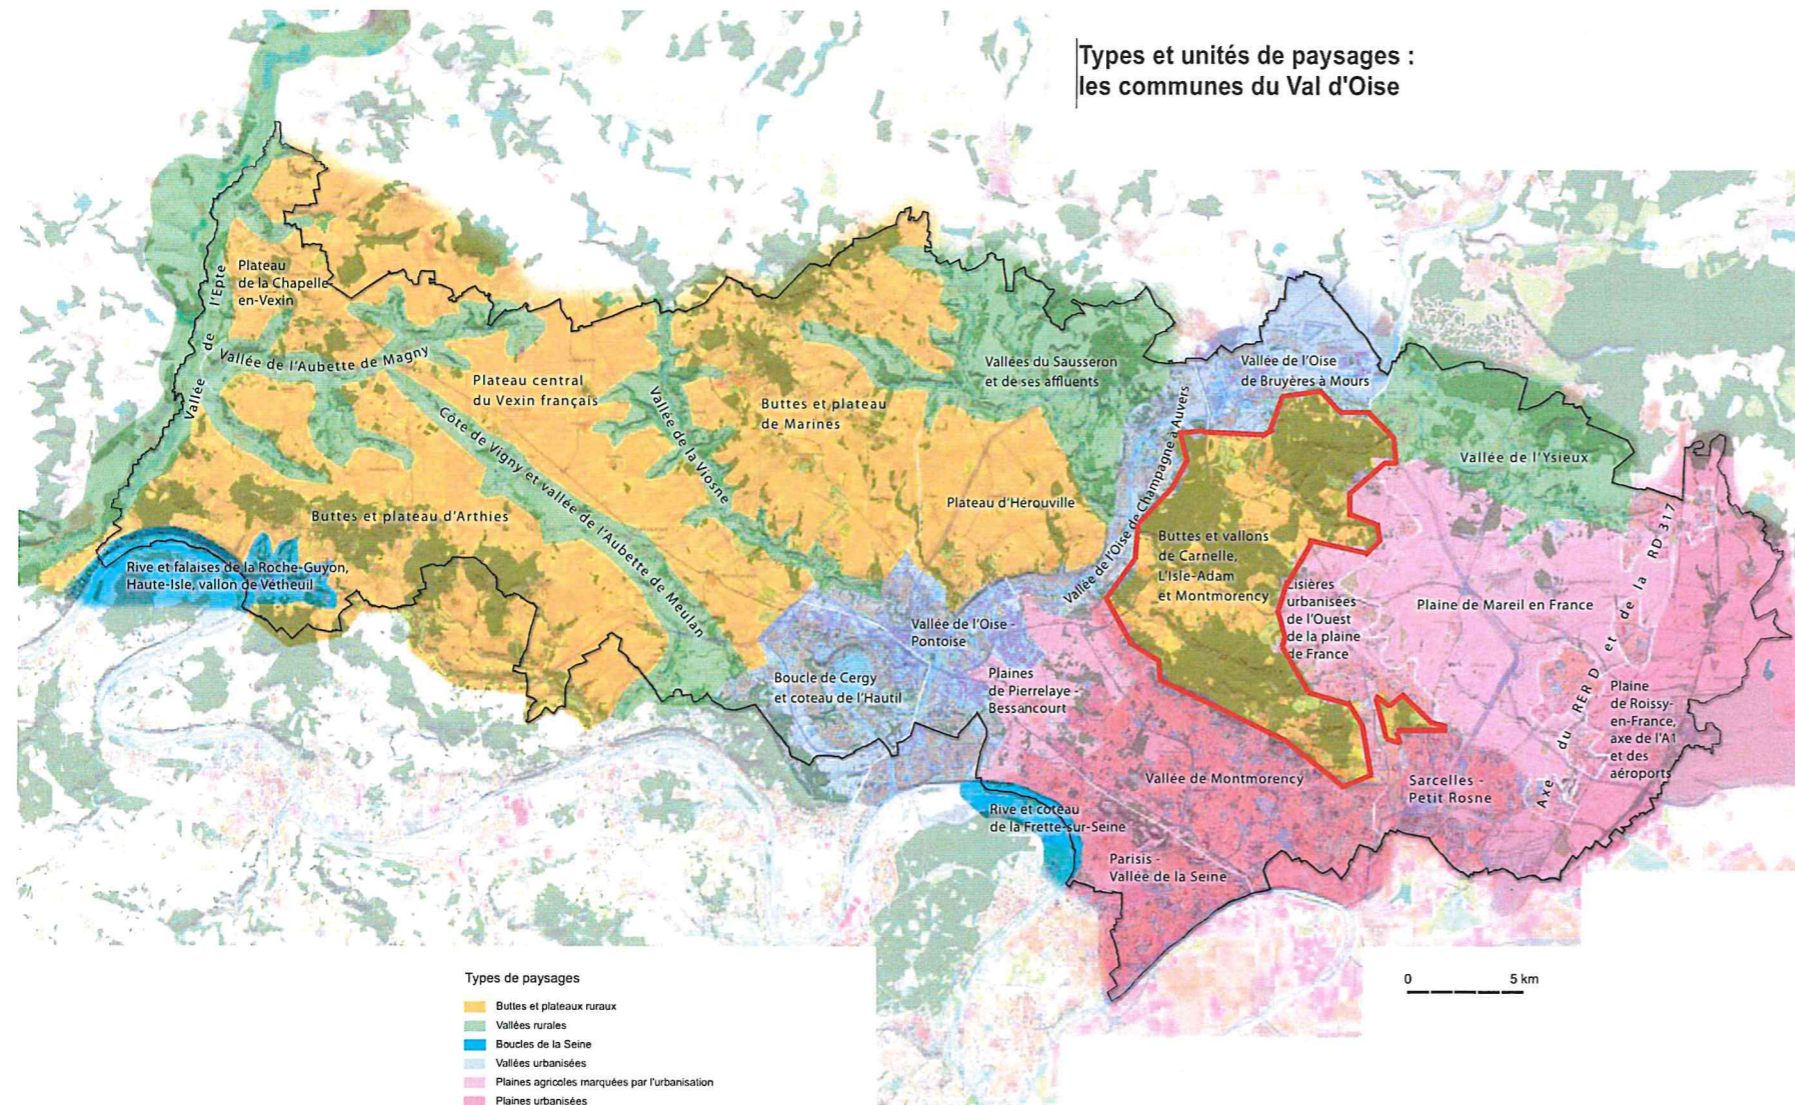 Types et unités de paysages :
les communes du Val d'Oise
Plateau
de la Chapelle-
en-Vexin
Vallée de l'Epte
Vallée de l'Aubette de Magny
Plateau central
du Vexin français
Côte de Vigny et vallée de l'Aubette de Meulan
Vallée de la Viosne
Buttes et plateau
de Marines
Vallées du Sausseron
et de ses affluents
Vallée de l'Oise
de Bruyères à Mours
Vallée de l'Oise de Champagne à Auvers
Vallée de l'Ysieux
Plateau d'Hérouville
Buttes et plateau d'Arthies
Rive et falaises de la Roche-Guyon,
Haute-Isle, vallon de Vétheuil
Buttes et vallons
de Carnelle,
L'Isle-Adam
et Montmorency
Lisières
urbanisées
de l'Ouest
de la plaine
de France
Plaine de Mareil en France
Axe du RER D et de la RD 317
Vallée de l'Oise -
Pontoise
Boucle de Cergy
et coteau de l'Hautil
Plaines
de Pierrelaye -
Bessancourt
Plaine
de Roissy-
en-France,
axe de l'A1
et des
aéroports
Vallée de Montmorency
Sarcelles -
Petit Rosne
Rive et coteau
de la Frette-sur-Seine
Parisis -
Vallée de la Seine
0 5 km
Types de paysages
Buttes et plateaux ruraux
Vallées rurales
Boucles de la Seine
Vallées urbanisées
Plaines agricoles marquées par l'urbanisation
Plaines urbanisées